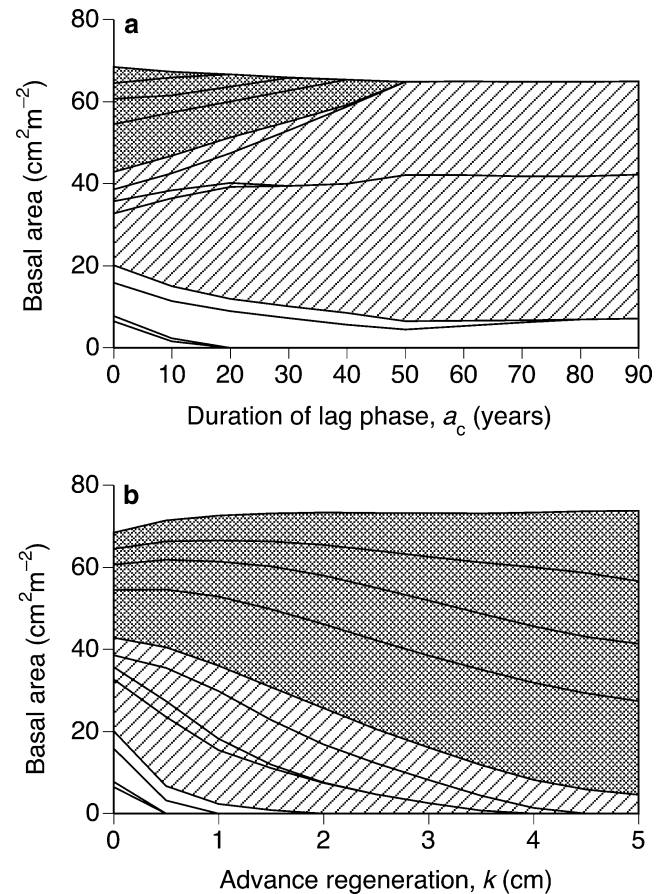 a
80
60
40
20
0
Basal area (cm²m⁻²)
0 10 20 30 40 50 60 70 80 90
Duration of lag phase, a_c (years)
b
80
60
40
20
0
Basal area (cm²m⁻²)
0 1 2 3 4 5
Advance regeneration, k (cm)